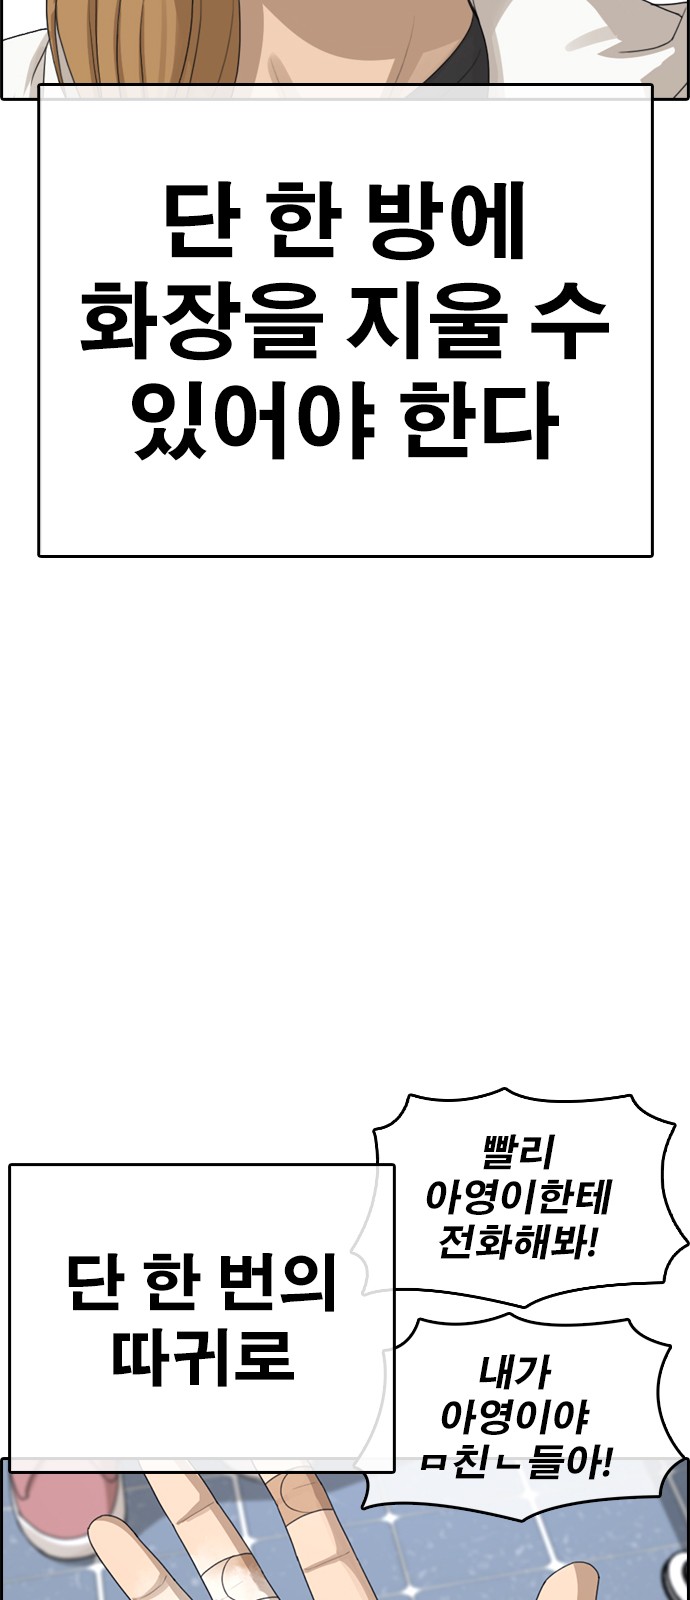 단 한 방에
화장을 지울 수
있어야 한다
빨리
아영이한테
전화해봐!
단 한 번의
따귀로
내가
아영이야
ㅁ친ㄴ들아!